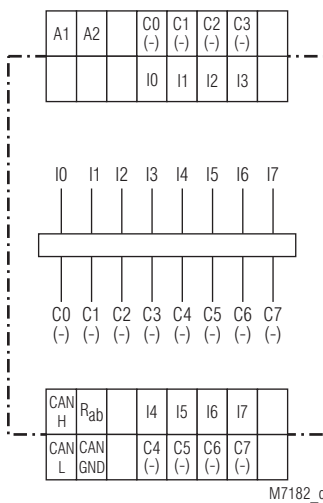 A1 A2 C0 (-) C1 (-) C2 (-) C3 (-)
I0 I1 I2 I3
I0 I1 I2 I3 I4 I5 I6 I7
C0 C1 C2 C3 C4 C5 C6 C7
(-) (-) (-) (-) (-) (-) (-) (-)
CAN H Rab I4 I5 I6 I7
CAN L CAN GND C4 (-) C5 (-) C6 (-) C7 (-)